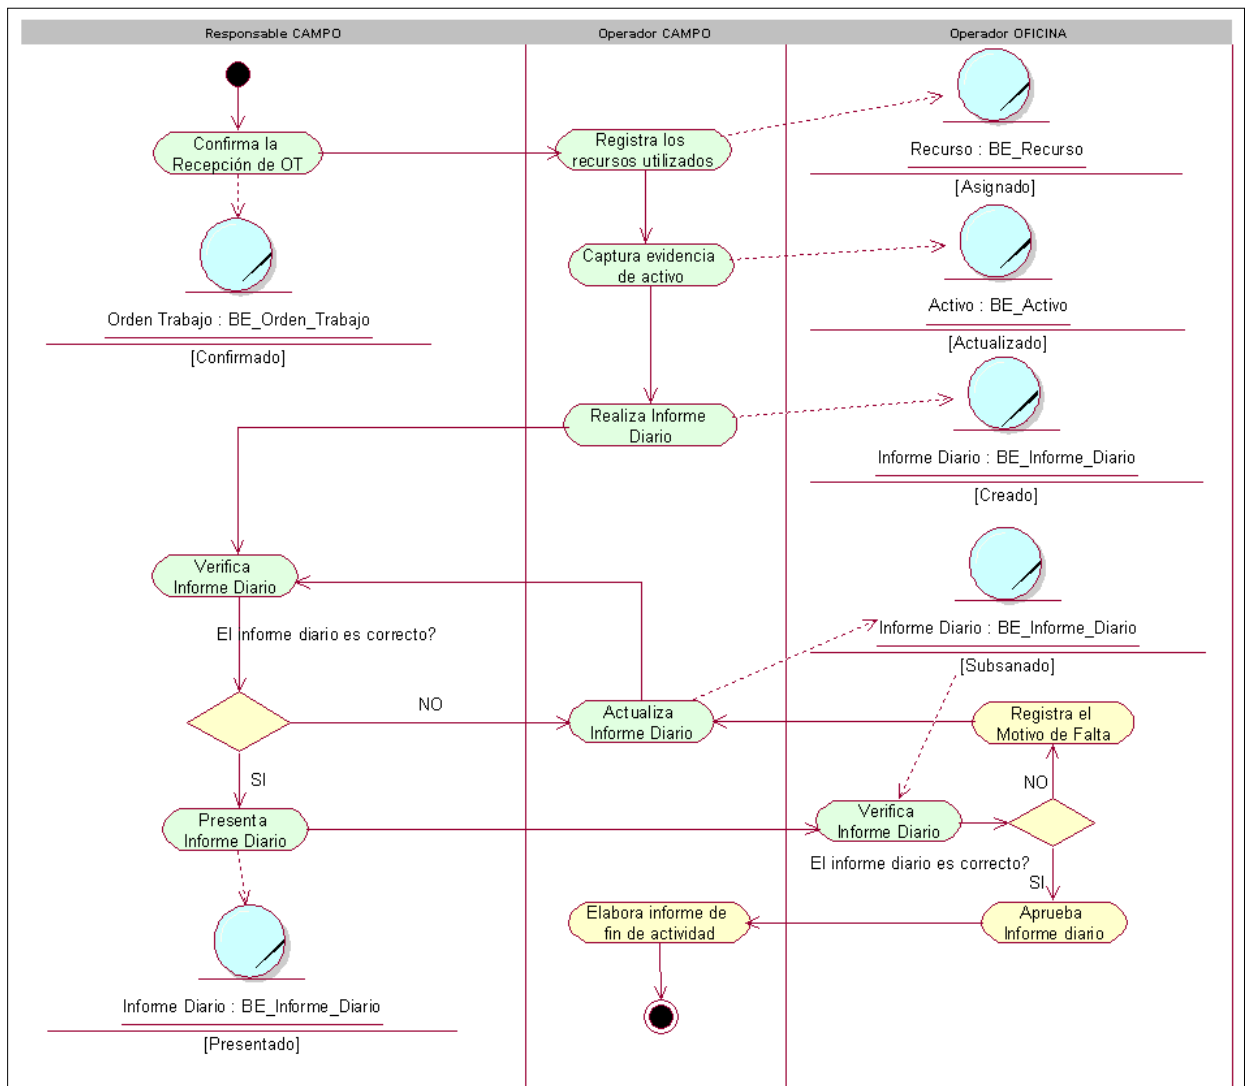 Responsable CAMPO
Operador CAMPO
Operador OFICINA
Confirma la
Recepción de OT
Registra los
recursos utilizados
Recurso : BE_Recurso
[Asignado]
Captura evidencia
de activo
Orden Trabajo : BE_Orden_Trabajo
[Confirmado]
Activo : BE_Activo
[Actualizado]
Realiza Informe
Diario
Informe Diario : BE_Informe_Diario
[Creado]
Verifica
Informe Diario
El informe diario es correcto?
Informe Diario : BE_Informe_Diario
[Subsanado]
NO
Actualiza
Informe Diario
Registra el
Motivo de Falta
NO
SI
Presenta
Informe Diario
Verifica
Informe Diario
El informe diario es correcto?
SI
Elabora informe de
fin de actividad
Aprueba
Informe diario
Informe Diario : BE_Informe_Diario
[Presentado]